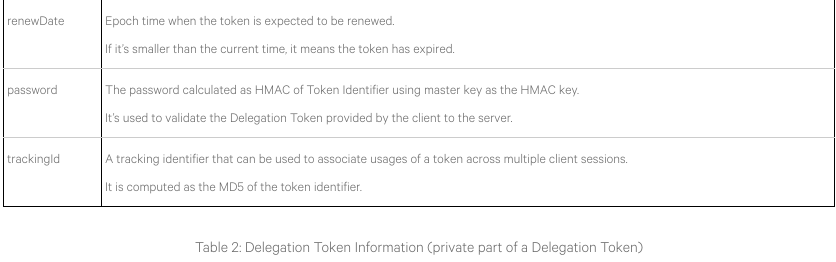 renewDate
Epoch time when the token is expected to be renewed.
If it's smaller than the current time, it means the token has expired.
password
The password calculated as HMAC of Token Identifier using master key as the HMAC key.
It's used to validate the Delegation Token provided by the client to the server.
trackingId
A tracking identifier that can be used to associate usages of a token across multiple client sessions.
It is computed as the MD5 of the token identifier.
Table 2: Delegation Token Information (private part of a Delegation Token)